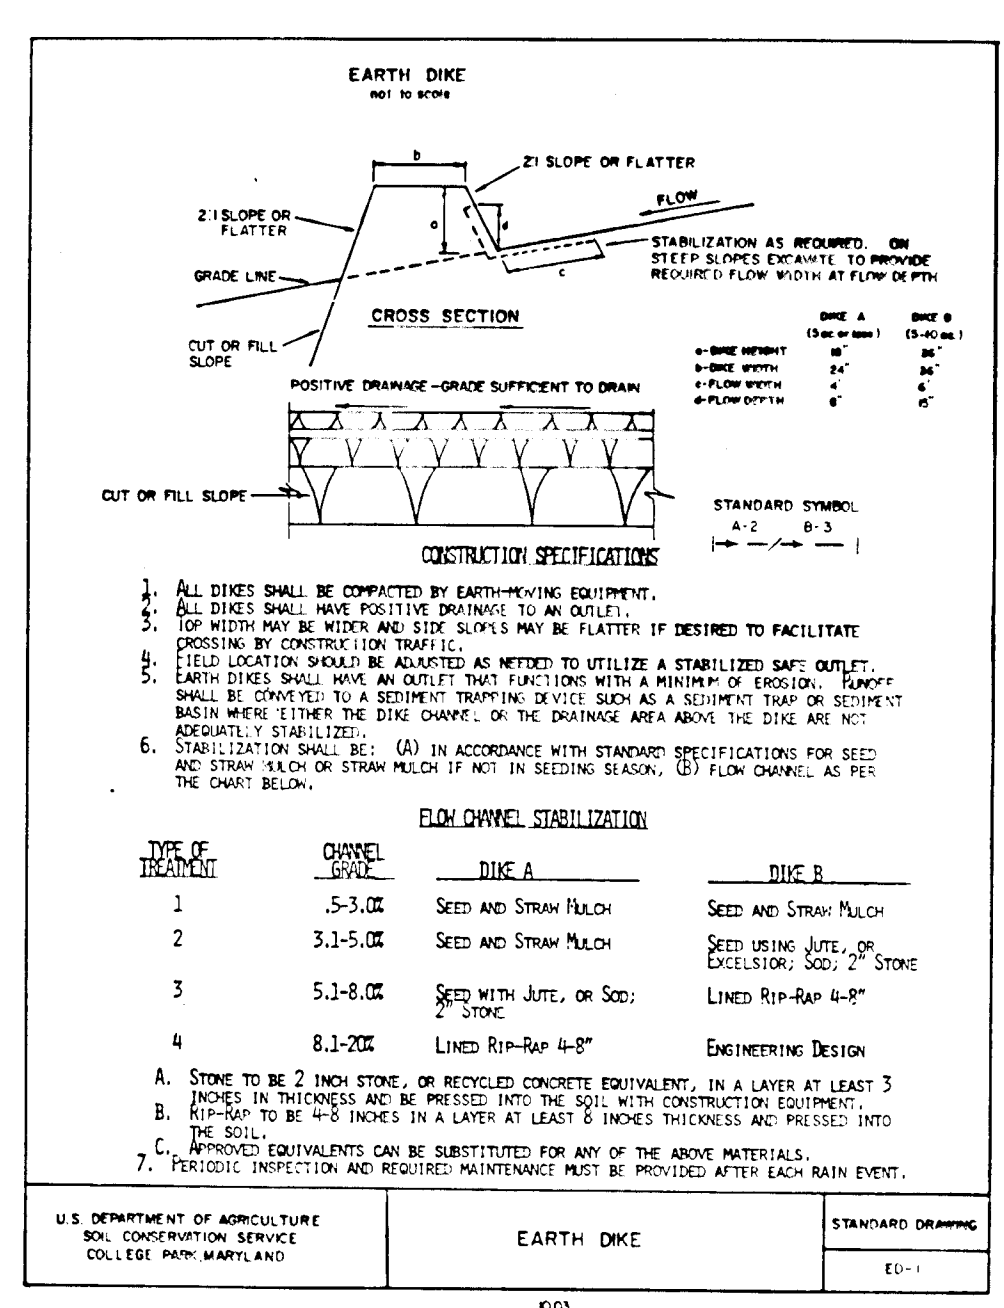 EARTH DIKE
not to scale
b
2:1 SLOPE OR FLATTER
FLOW
2:1 SLOPE OR
FLATTER
a
d
STABILIZATION AS REQUIRED. ON
STEEP SLOPES EXCAVATE TO PROVIDE
REQUIRED FLOW WIDTH AT FLOW DEPTH
c
GRADE LINE
CROSS SECTION
CUT OR FILL
SLOPE
DIKE A DIKE B
(5 ac. or less) (5-10 ac.)
a-DIKE HEIGHT 18" 36"
b-DIKE WIDTH 24" 36"
c-FLOW WIDTH 4' 6'
d-FLOW DEPTH 8" 15"
POSITIVE DRAINAGE-GRADE SUFFICIENT TO DRAIN
CUT OR FILL SLOPE
STANDARD SYMBOL
A-2 B-3
CONSTRUCTION SPECIFICATIONS
1. ALL DIKES SHALL BE COMPACTED BY EARTH-MOVING EQUIPMENT.
2. ALL DIKES SHALL HAVE POSITIVE DRAINAGE TO AN OUTLET.
3. TOP WIDTH MAY BE WIDER AND SIDE SLOPES MAY BE FLATTER IF DESIRED TO FACILITATE
CROSSING BY CONSTRUCTION TRAFFIC.
4. FIELD LOCATION SHOULD BE ADJUSTED AS NEEDED TO UTILIZE A STABILIZED SAFE OUTLET.
5. EARTH DIKES SHALL HAVE AN OUTLET THAT FUNCTIONS WITH A MINIMUM OF EROSION. RUNOFF
SHALL BE CONVEYED TO A SEDIMENT TRAPPING DEVICE SUCH AS A SEDIMENT TRAP OR SEDIMENT
BASIN WHERE EITHER THE DIKE CHANNEL OR THE DRAINAGE AREA ABOVE THE DIKE ARE NOT
ADEQUATELY STABILIZED.
6. STABILIZATION SHALL BE: (A) IN ACCORDANCE WITH STANDARD SPECIFICATIONS FOR SEED
AND STRAW MULCH OR STRAW MULCH IF NOT IN SEEDING SEASON, (B) FLOW CHANNEL AS PER
THE CHART BELOW.
FLOW CHANNEL STABILIZATION
TYPE OF
TREATMENT
CHANNEL
GRADE
DIKE A
DIKE B
1 .5-3.0% SEED AND STRAW MULCH SEED AND STRAW MULCH
2 3.1-5.0% SEED AND STRAW MULCH SEED USING JUTE, OR
EXCELSIOR; SOD; 2" STONE
3 5.1-8.0% SEED WITH JUTE, OR SOD; LINED RIP-RAP 4-8"
2" STONE
4 8.1-20% LINED RIP-RAP 4-8" ENGINEERING DESIGN
A. STONE TO BE 2 INCH STONE, OR RECYCLED CONCRETE EQUIVALENT, IN A LAYER AT LEAST 3
INCHES IN THICKNESS AND BE PRESSED INTO THE SOIL WITH CONSTRUCTION EQUIPMENT.
B. RIP-RAP TO BE 4-8 INCHES IN A LAYER AT LEAST 8 INCHES THICKNESS AND PRESSED INTO
THE SOIL.
C. APPROVED EQUIVALENTS CAN BE SUBSTITUTED FOR ANY OF THE ABOVE MATERIALS.
7. PERIODIC INSPECTION AND REQUIRED MAINTENANCE MUST BE PROVIDED AFTER EACH RAIN EVENT.
U.S. DEPARTMENT OF AGRICULTURE
SOIL CONSERVATION SERVICE
COLLEGE PARK, MARYLAND
EARTH DIKE
STANDARD DRAWING
ED-1